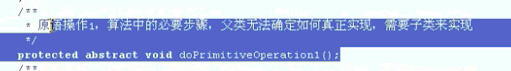 /**
* 原语操作1，算法中的必要步骤，父类无法确定如何真正实现，需要子类来实现
*/
protected abstract void doPrimitiveOperation1();
/**